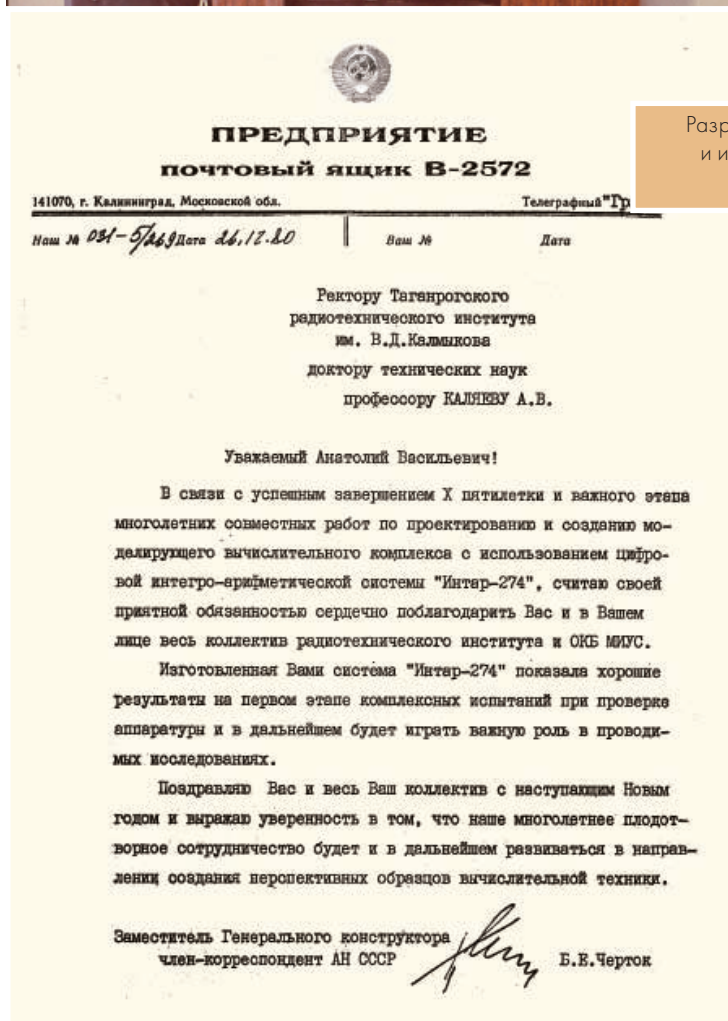 ПРЕДПРИЯТИЕ
почтовый ящик В-2572
Разр
и и
141070, г. Калининград, Московской обл. Телеграфный "Гр
Наш № 031-5/269 Дата 26.12.80 Ваш № Дата
Ректору Таганрогского
радиотехнического института
им. В.Д.Калмыкова
доктору технических наук
профессору КАЛЯЕВУ А.В.
Уважаемый Анатолий Васильевич!
В связи с успешным завершением X пятилетки и важного этапа
многолетних совместных работ по проектированию и созданию мо-
делирующего вычислительного комплекса с использованием цифро-
вой интегро-арифметической системы "Интар-274", считаю своей
приятной обязанностью сердечно поблагодарить Вас и в Вашем
лице весь коллектив радиотехнического института и ОКБ МИУС.
Изготовленная Вами система "Интар-274" показала хорошие
результаты на первом этапе комплексных испытаний при проверке
аппаратуры и в дальнейшем будет играть важную роль в проводи-
мых исследованиях.
Поздравляю Вас и весь Ваш коллектив с наступающим Новым
годом и выражаю уверенность в том, что наше многолетнее плодот-
ворное сотрудничество будет и в дальнейшем развиваться в направ-
лении создания перспективных образцов вычислительной техники.
Заместитель Генерального конструктора
член-корреспондент АН СССР Б.Е.Черток